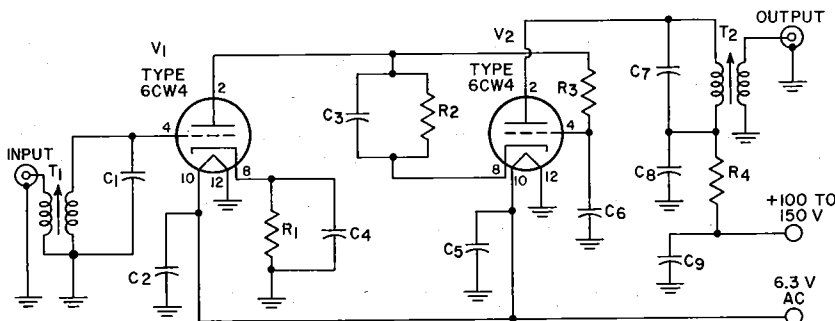 OUTPUT
V1
V2
T2
TYPE
6CW4
TYPE
6CW4
2
2
C7
C3
R2
R3
4
4
INPUT
T1
C1
8
10
12
8
10
12
C8
R4
+100 TO
150 V
R1
C4
C2
C5
C6
C9
6.3 V
AC